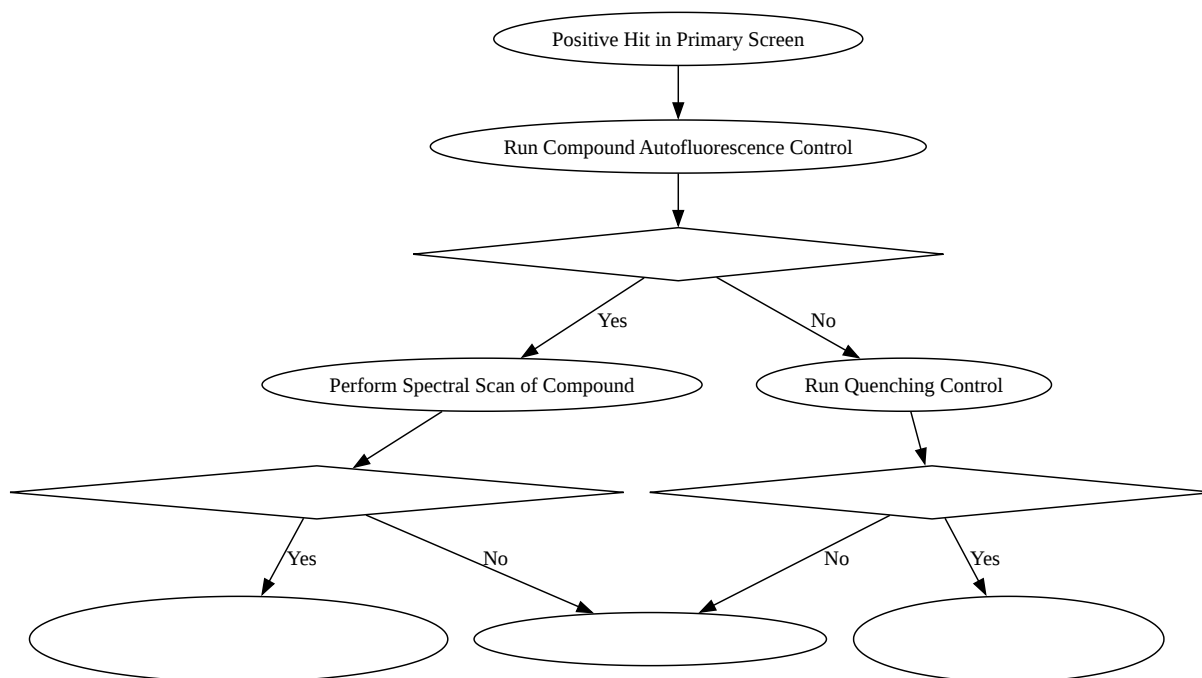 Positive Hit in Primary Screen
Run Compound Autofluorescence Control
Yes
No
Perform Spectral Scan of Compound
Run Quenching Control
Yes
No
No
Yes